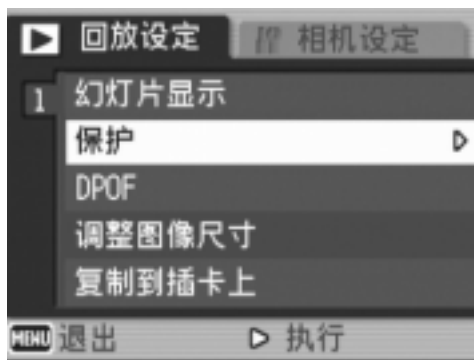 回放设定 相机设定
1 幻灯片显示
保护
DPOF
调整图像尺寸
复制到插卡上
MENU 退出 执行